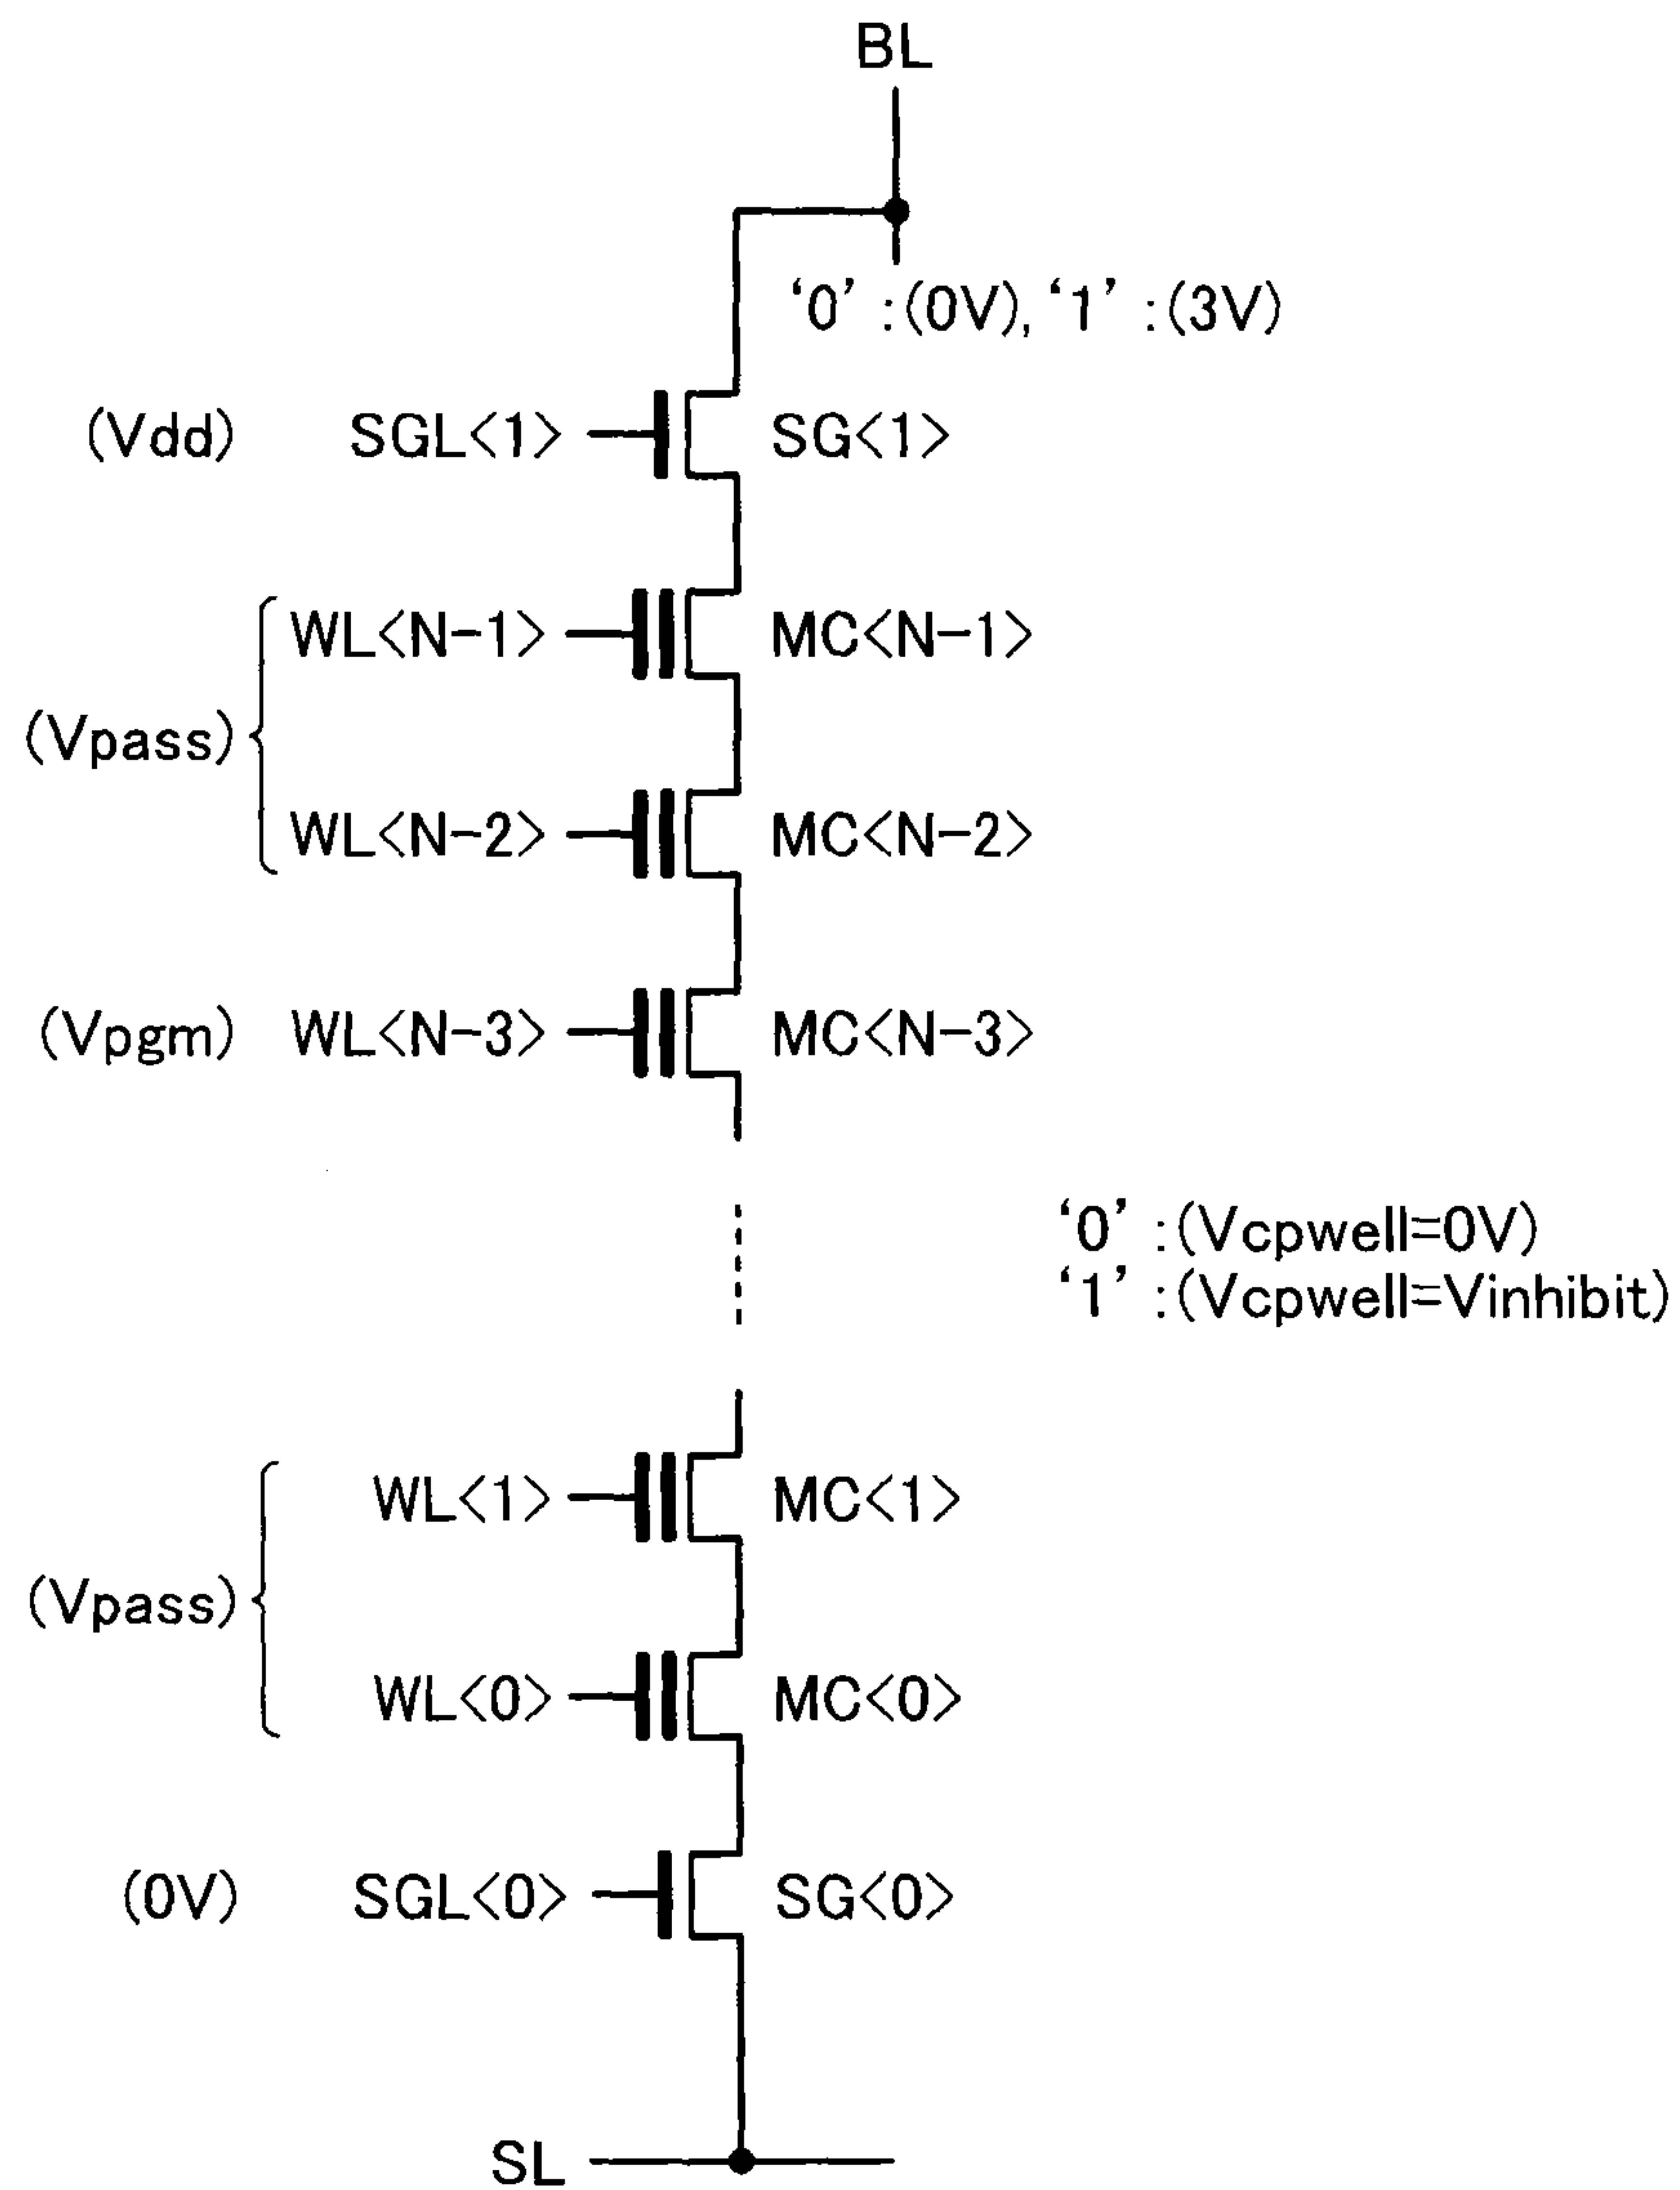 BL
‘0’ :(0V), ‘1’ :(3V)
(Vdd) SGL<1> SG<1>
WL<N-1> MC<N-1>
(Vpass)
WL<N-2> MC<N-2>
(Vpgm) WL<N-3> MC<N-3>
‘0’ :(Vcpwell=0V)
‘1’ :(Vcpwell=Vinhibit)
WL<1> MC<1>
(Vpass)
WL<0> MC<0>
(0V) SGL<0> SG<0>
SL